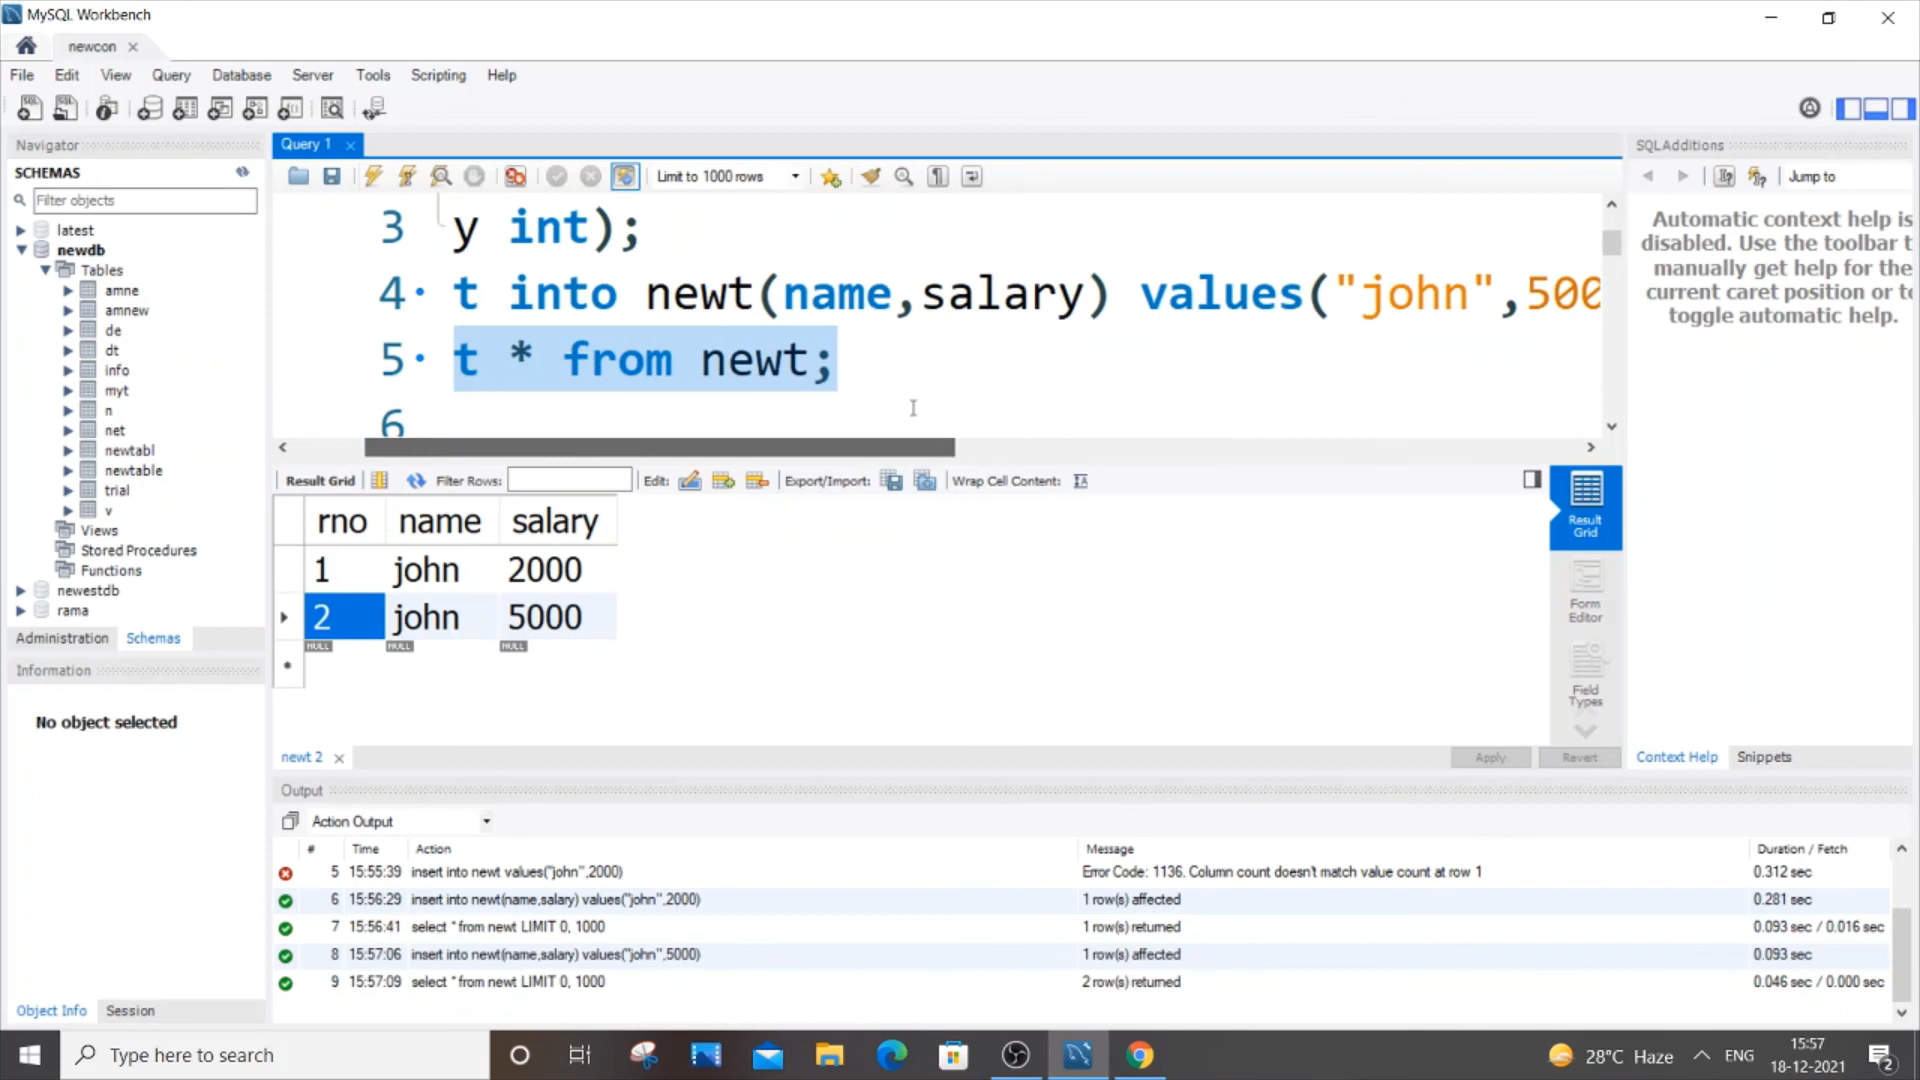 MySQL Workbench
newcon
File Edit View Query Database Server Tools Scripting Help
Navigator
SCHEMAS
Filter objects
latest
newdb
Tables
amne
amnew
de
dt
info
myt
n
net
newtabl
newtable
trial
v
Views
Stored Procedures
Functions
newestdb
rama
Administration Schemas
Information
No object selected
Object Info Session
Query 1
Limit to 1000 rows
3 y int);
4 t into newt(name,salary) values("john",500
5 t * from newt;
6
Result Grid Filter Rows: Edit: Export/Import: Wrap Cell Content:
rno name salary
1 john 2000
2 john 5000
NULL NULL NULL
Result Grid
Form Editor
Field Types
newt 2
Apply Revert
SQLAdditions
Jump to
Automatic context help is
disabled. Use the toolbar t
manually get help for the
current caret position or to
toggle automatic help.
Context Help Snippets
Output
Action Output
# Time Action Message Duration / Fetch
5 15:55:39 insert into newt values("john",2000) Error Code: 1136. Column count doesn't match value count at row 1 0.312 sec
6 15:56:29 insert into newt(name,salary) values("john",2000) 1 row(s) affected 0.281 sec
7 15:56:41 select * from newt LIMIT 0, 1000 1 row(s) returned 0.093 sec / 0.016 sec
8 15:57:06 insert into newt(name,salary) values("john",5000) 1 row(s) affected 0.093 sec
9 15:57:09 select * from newt LIMIT 0, 1000 2 row(s) returned 0.046 sec / 0.000 sec
Type here to search
28°C Haze ENG
15:57
18-12-2021
2